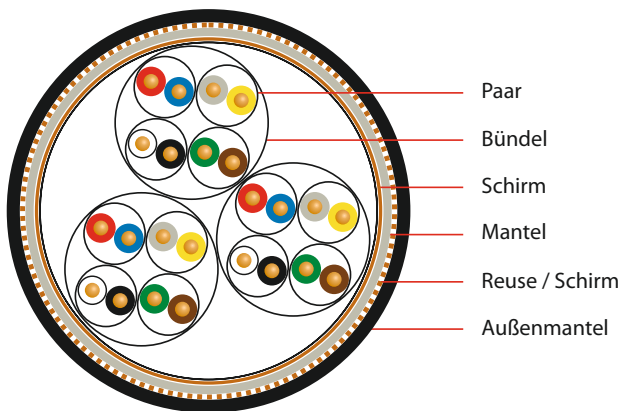 Paar
Bündel
Schirm
Mantel
Reuse / Schirm
Außenmantel